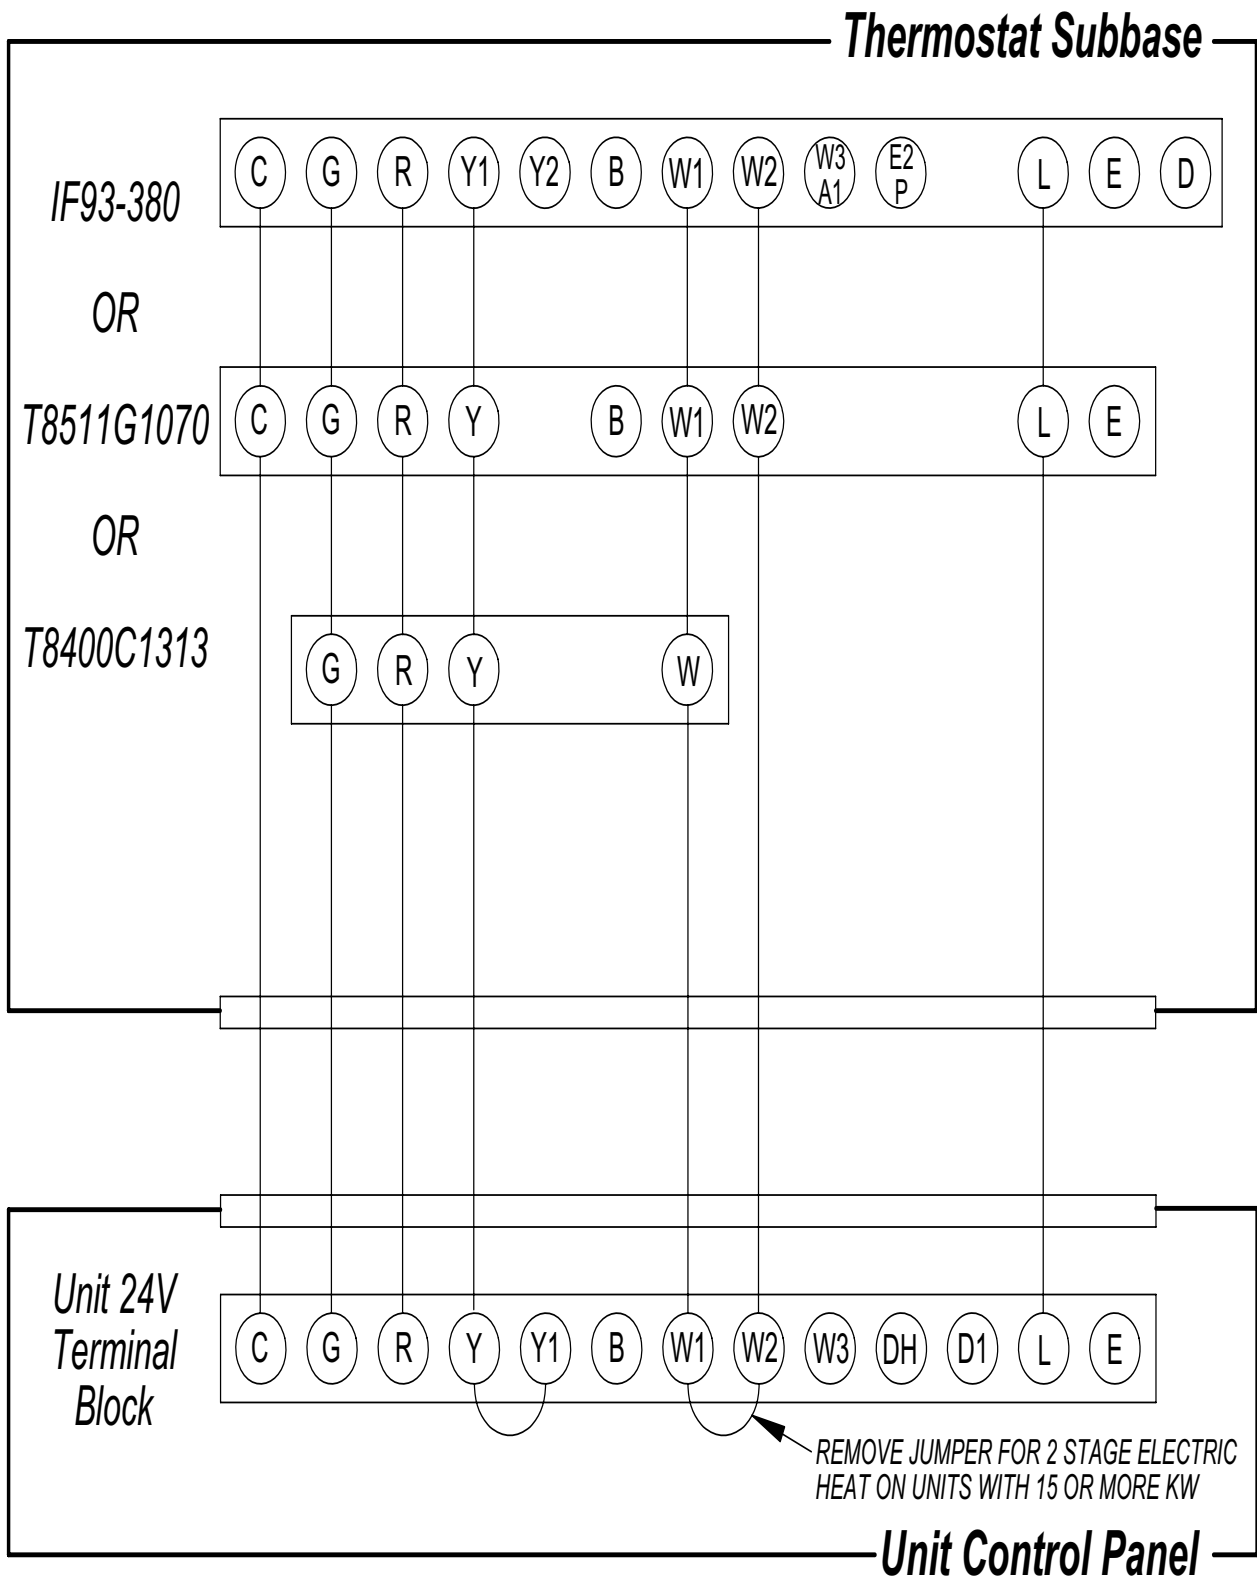 Thermostat Subbase
IF93-380
C G R Y1 Y2 B W1 W2 W3 A1 E2 P L E D
OR
T8511G1070
C G R Y B W1 W2 L E
OR
T8400C1313
G R Y W
Unit 24V
Terminal
Block
C G R Y Y1 B W1 W2 W3 DH D1 L E
REMOVE JUMPER FOR 2 STAGE ELECTRIC
HEAT ON UNITS WITH 15 OR MORE KW
Unit Control Panel